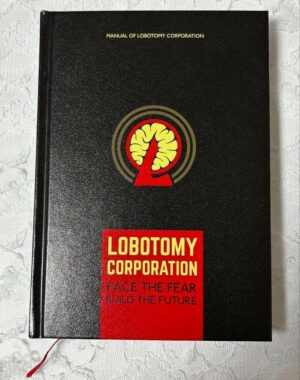 MANUAL OF LOBOTOMY CORPORATION
LOBOTOMY
CORPORATION
FACE THE FEAR
BUILD THE FUTURE